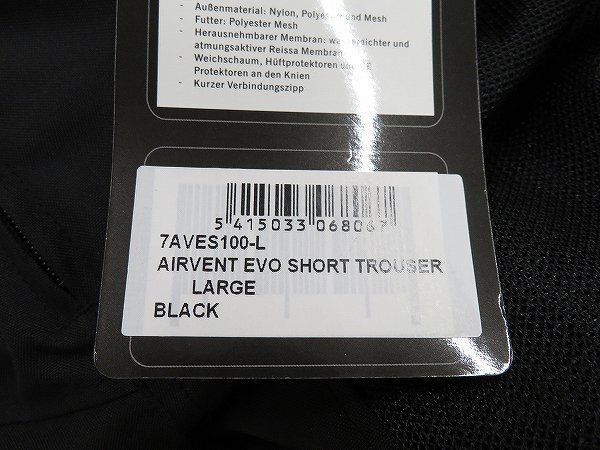 - Außenmaterial: Nylon, Polyester und Mesh
- Futter: Polyester Mesh
- Herausnehmbarer Membran: wasserdichter und
atmungsaktiver Reissa Membran
- Weichschaum, Hüftprotektoren und CE
Protektoren an den Knien
- Kurzer Verbindungszipp
5 415033 068067
7AVES100-L
AIRVENT EVO SHORT TROUSER
LARGE
BLACK